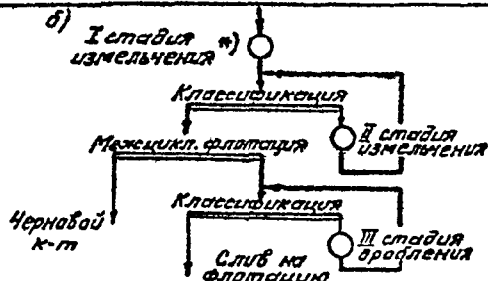 б)
I стадия *)
измельчения
Классификация
II стадия
измельчения
Межцикл. флотация
Классификация
Черновой
к-т
III стадия
дробления
Слив на
флотацию